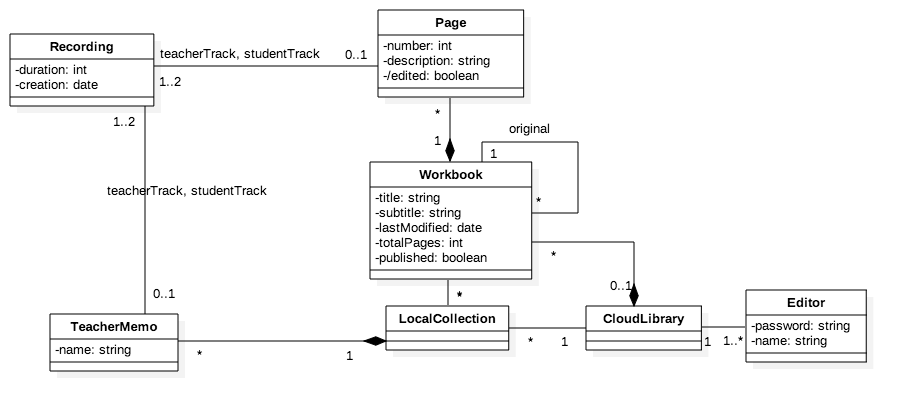 Page
-number: int
-description: string
-/edited: boolean
Recording
-duration: int
-creation: date
teacherTrack, studentTrack
0..1
1..2
1..2
*
1
original
1
*
Workbook
-title: string
-subtitle: string
-lastModified: date
-totalPages: int
-published: boolean
teacherTrack, studentTrack
*
0..1
0..1
*
TeacherMemo
-name: string
*
1
LocalCollection
*
1
CloudLibrary
1
1..*
Editor
-password: string
-name: string